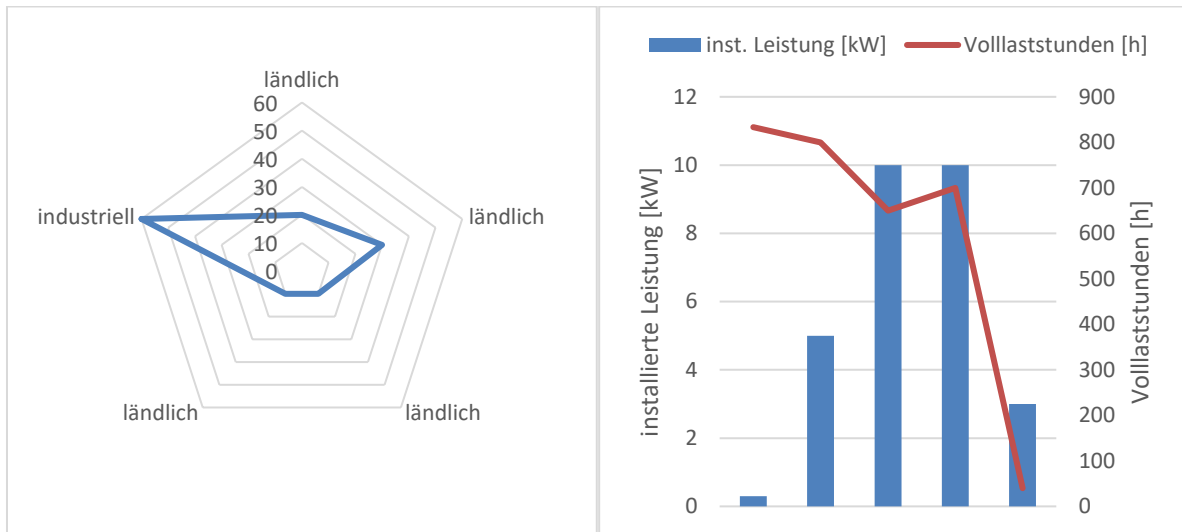 ländlich
60
50
40
30
20
10
0
industriell
ländlich
ländlich
ländlich
inst. Leistung [kW]
Volllaststunden [h]
12
10
8
6
4
2
0
installierte Leistung [kW]
900
800
700
600
500
400
300
200
100
0
Volllaststunden [h]